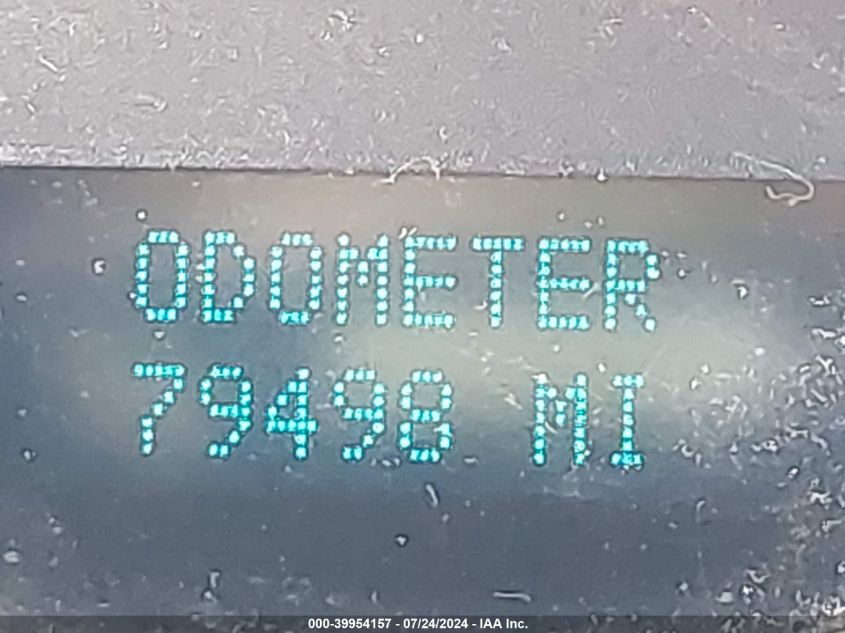 ODOMETER
79498 MI
000-39954157 - 07/24/2024 - IAA Inc.